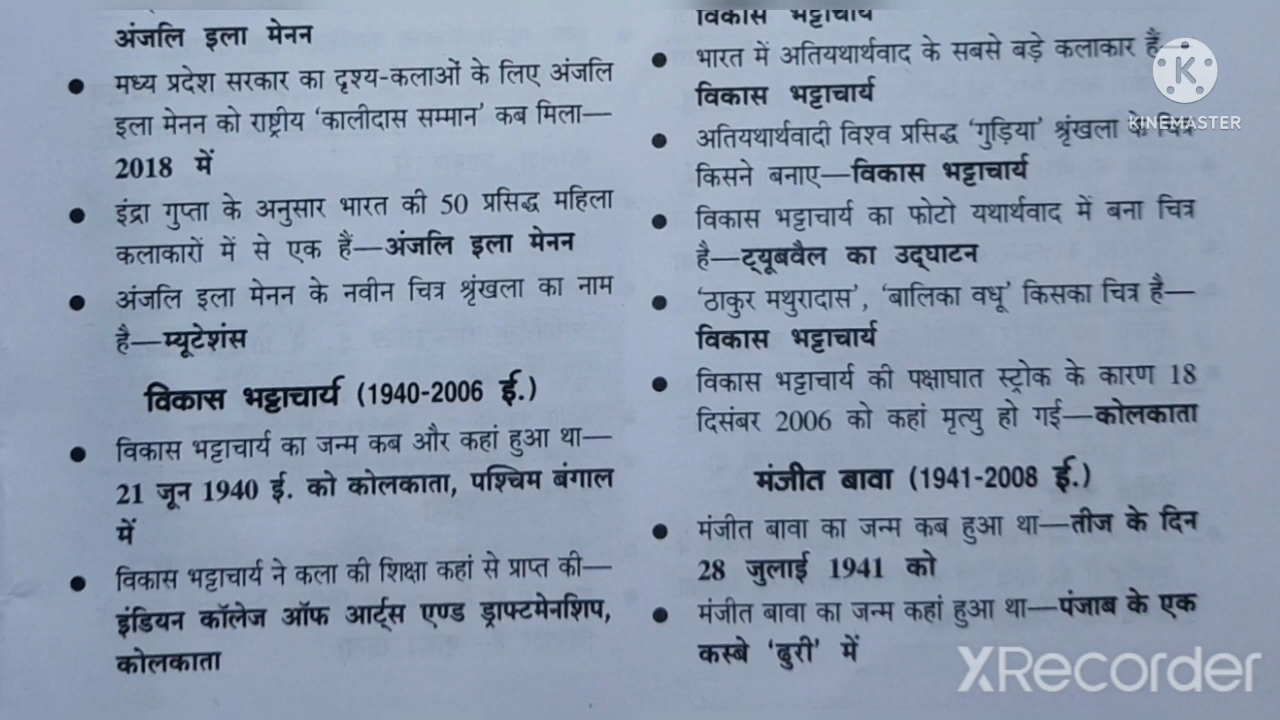 अंजलि इला मेनन
● मध्य प्रदेश सरकार का दृश्य-कलाओं के लिए अंजलि
इला मेनन को राष्ट्रीय ‘कालीदास सम्मान’ कब मिला—
2018 में
● इंद्रा गुप्ता के अनुसार भारत की 50 प्रसिद्ध महिला
कलाकारों में से एक हैं—अंजलि इला मेनन
● अंजलि इला मेनन के नवीन चित्र श्रृंखला का नाम
है—म्यूटेशंस
विकास भट्टाचार्य (1940-2006 ई.)
● विकास भट्टाचार्य का जन्म कब और कहां हुआ था—
21 जून 1940 ई. को कोलकाता, पश्चिम बंगाल
में
● विकास भट्टाचार्य ने कला की शिक्षा कहां से प्राप्त की—
इंडियन कॉलेज ऑफ आर्ट्स एण्ड ड्राफ्टमेनशिप,
कोलकाता
विकास भट्टाचार्य
● भारत में अतियथार्थवाद के सबसे बड़े कलाकार हैं—
विकास भट्टाचार्य
● अतियथार्थवादी विश्व प्रसिद्ध ‘गुड़िया’ श्रृंखला के चित्र
किसने बनाए—विकास भट्टाचार्य
● विकास भट्टाचार्य का फोटो यथार्थवाद में बना चित्र
है—ट्यूबवैल का उद्घाटन
● ‘ठाकुर मथुरादास’, ‘बालिका वधू’ किसका चित्र है—
विकास भट्टाचार्य
● विकास भट्टाचार्य की पक्षाघात स्ट्रोक के कारण 18
दिसंबर 2006 को कहां मृत्यु हो गई—कोलकाता
मंजीत बावा (1941-2008 ई.)
● मंजीत बावा का जन्म कब हुआ था—तीज के दिन
28 जुलाई 1941 को
● मंजीत बावा का जन्म कहां हुआ था—पंजाब के एक
कस्बे ‘ढुरी’ में
K
KINEMASTER
XRecorder